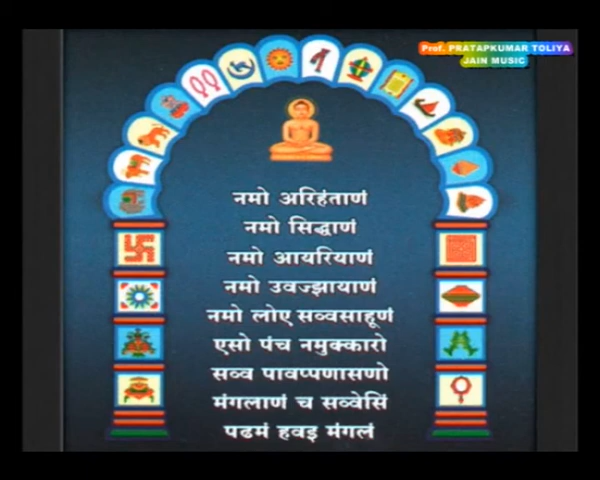 Prof. PRATAPKUMAR TOLIYA
JAIN MUSIC
नमो अरिहंताणं
नमो सिद्धाणं
नमो आयरियाणं
नमो उवज्झायाणं
नमो लोए सव्वसाहूणं
एसो पंच नमुक्कारो
सव्व पावप्पणासणो
मंगलाणं च सव्वेसिं
पढमं हवइ मंगलं